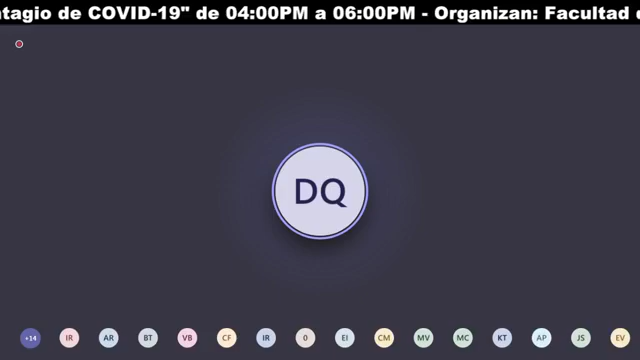 ntagio de COVID-19" de 04:00PM a 06:00PM - Organizan: Facultad d
DQ
+14 IR AR BT VB CF IR 0 EI CM MV MC KT AP JS EV